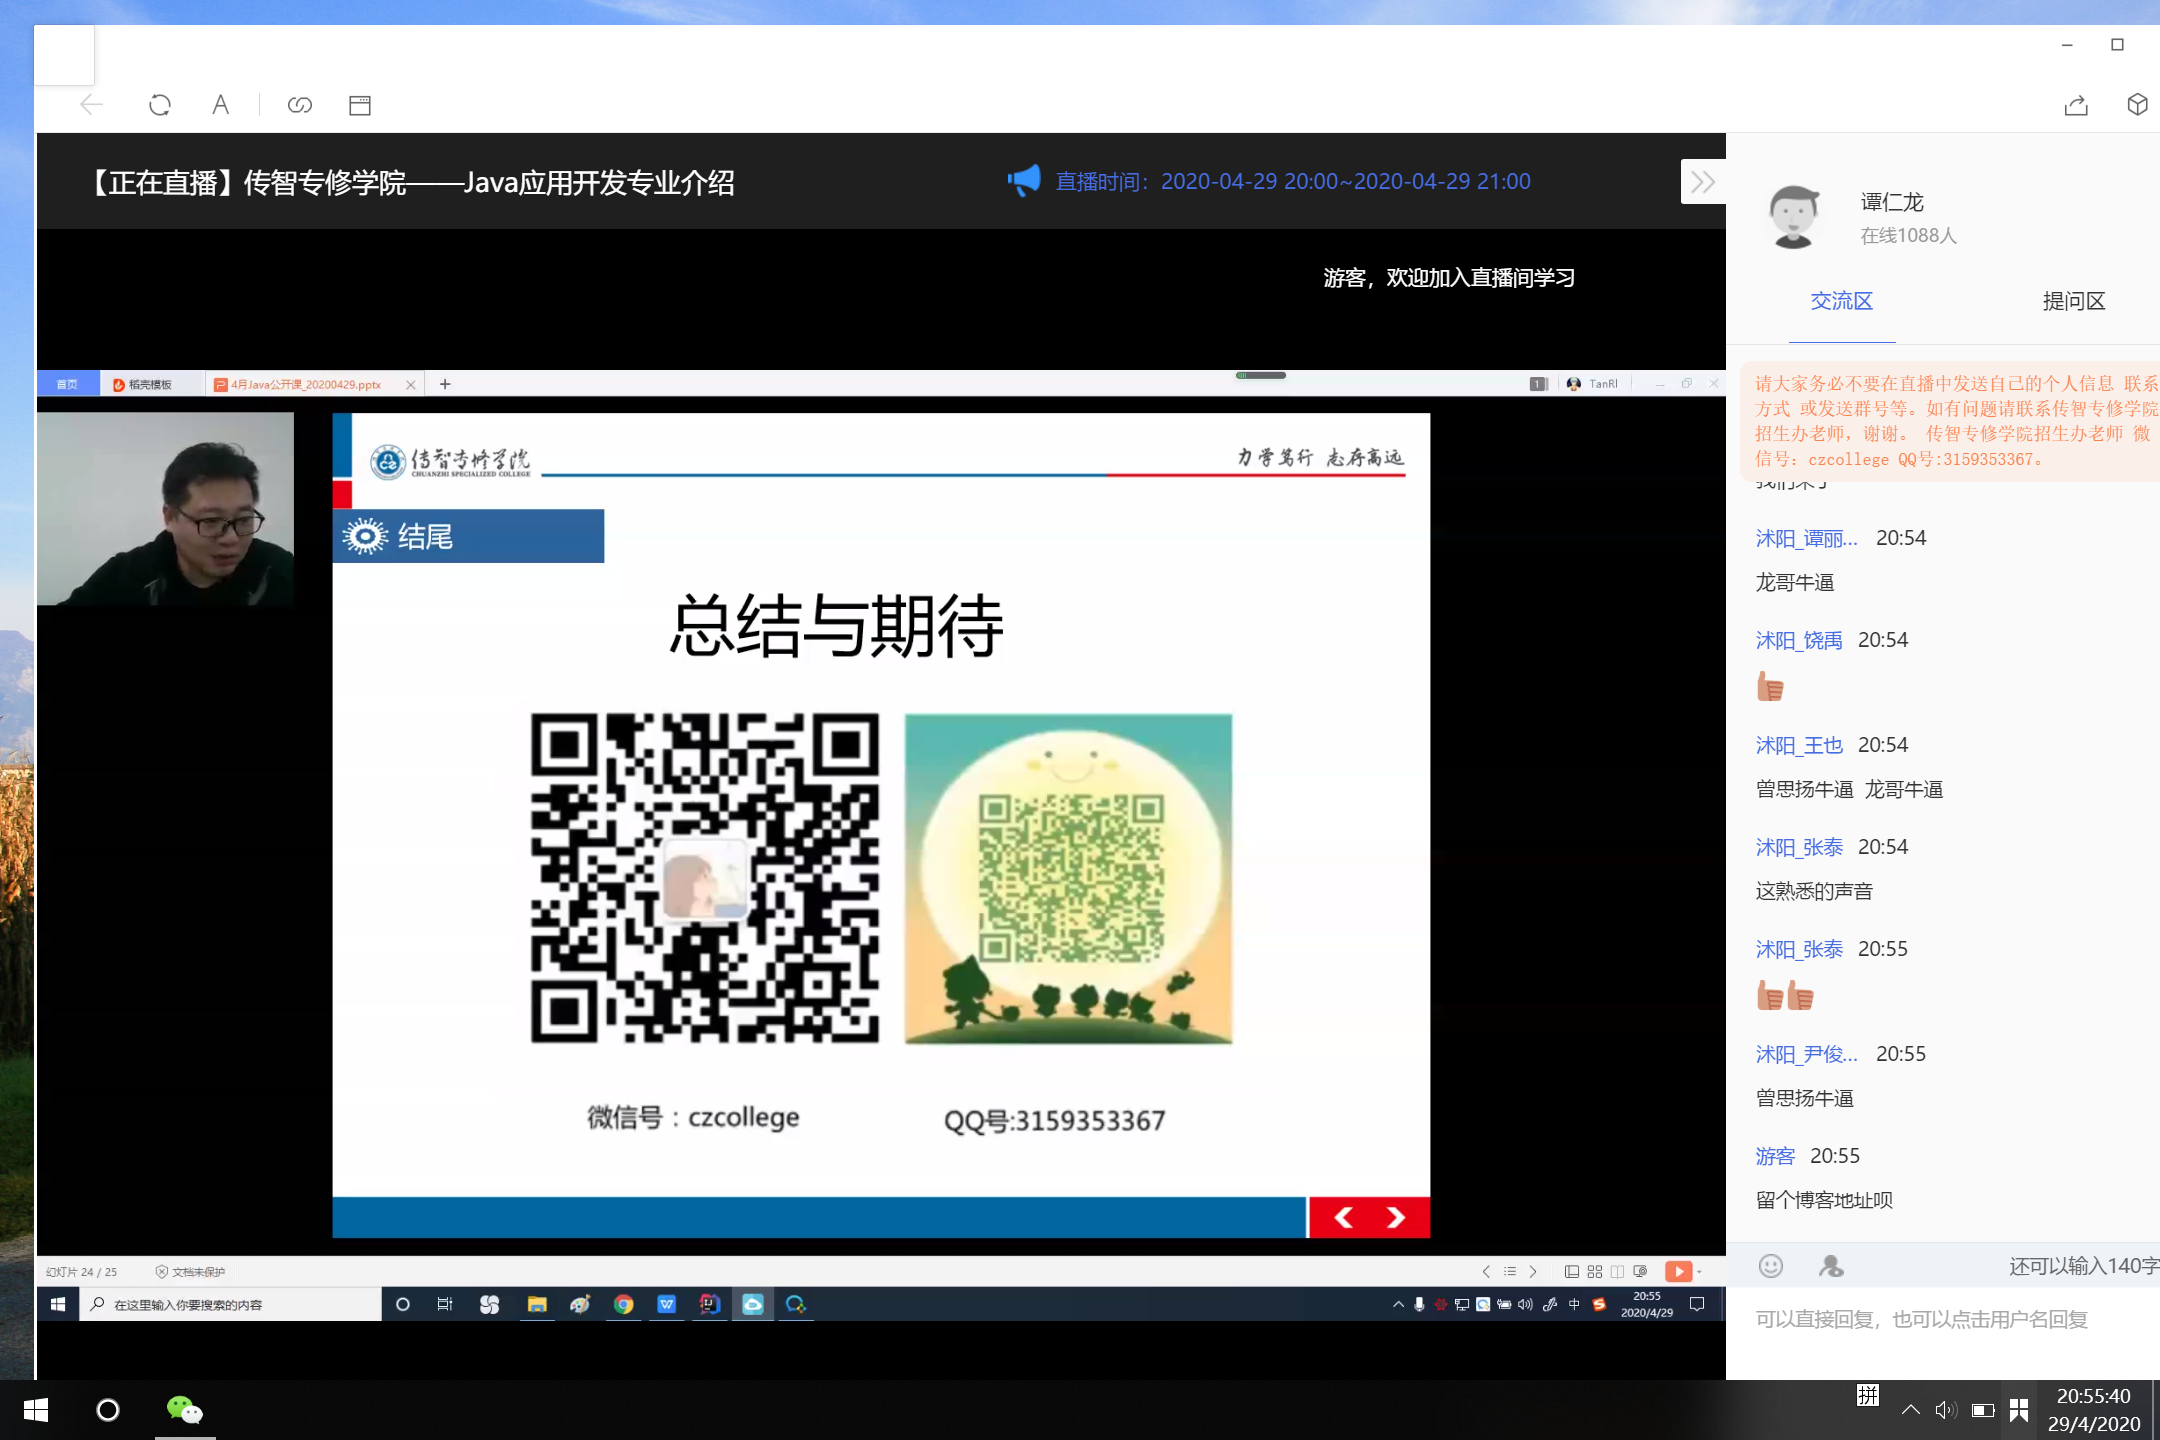 【正在直播】传智专修学院——Java应用开发专业介绍
直播时间：2020-04-29 20:00~2020-04-29 21:00
游客，欢迎加入直播间学习
首页
稻壳模板
4月Java公开课_20200429.pptx
1
TanRl
传智专修学院
CHUANZHI SPECIALIZED COLLEGE
力学笃行 志存高远
结尾
总结与期待
微信号：czcollege
QQ号:3159353367
幻灯片 24 / 25
文档未保护
在这里输入你要搜索的内容
中
20:55
2020/4/29
谭仁龙
在线1088人
交流区
提问区
请大家务必不要在直播中发送自己的个人信息 联系
方式 或发送群号等。如有问题请联系传智专修学院
招生办老师，谢谢。 传智专修学院招生办老师 微
信号：czcollege QQ号:3159353367。
我们来了
沭阳_谭丽... 20:54
龙哥牛逼
沭阳_饶禹 20:54
沭阳_王也 20:54
曾思扬牛逼 龙哥牛逼
沭阳_张泰 20:54
这熟悉的声音
沭阳_张泰 20:55
沭阳_尹俊... 20:55
曾思扬牛逼
游客 20:55
留个博客地址呗
还可以输入140字
可以直接回复，也可以点击用户名回复
拼
20:55:40
29/4/2020